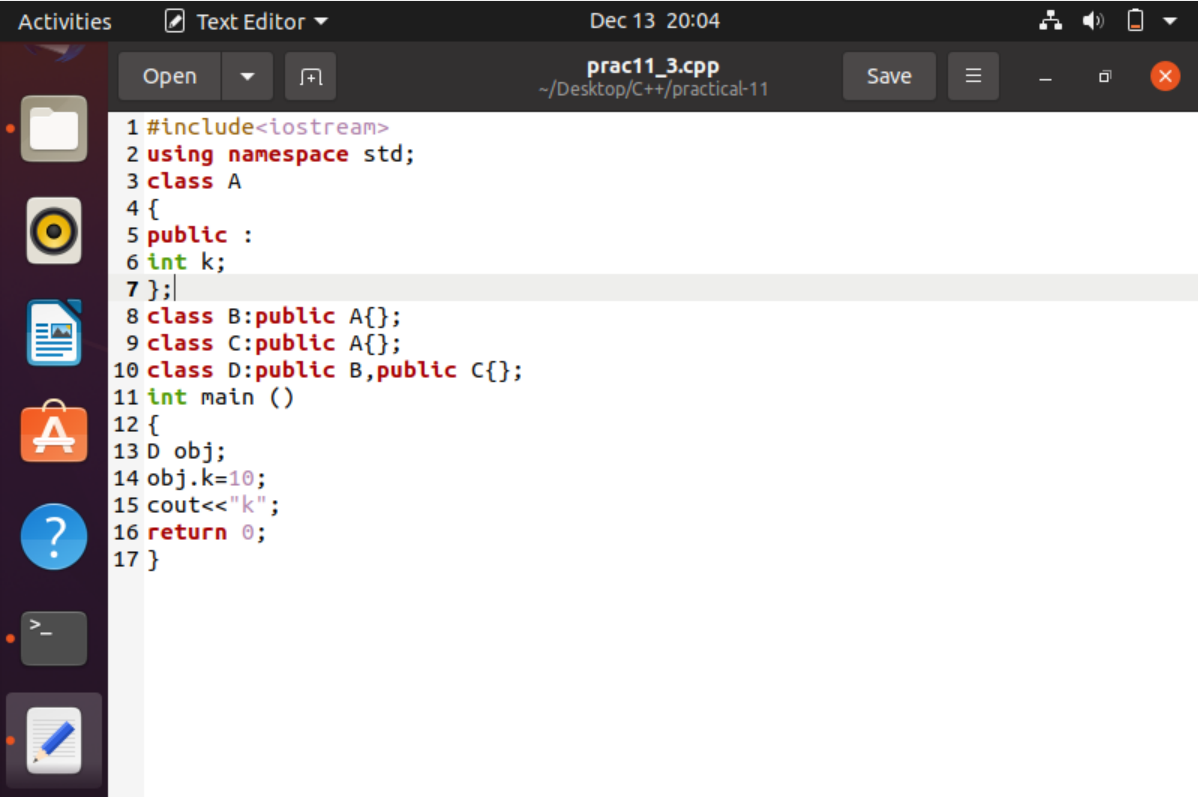 Activities Text Editor Dec 13 20:04
Open prac11_3.cpp Save
~/Desktop/C++/practical-11
1 #include<iostream>
2 using namespace std;
3 class A
4 {
5 public :
6 int k;
7 };
8 class B:public A{};
9 class C:public A{};
10 class D:public B,public C{};
11 int main ()
12 {
13 D obj;
14 obj.k=10;
15 cout<<"k";
16 return 0;
17 }